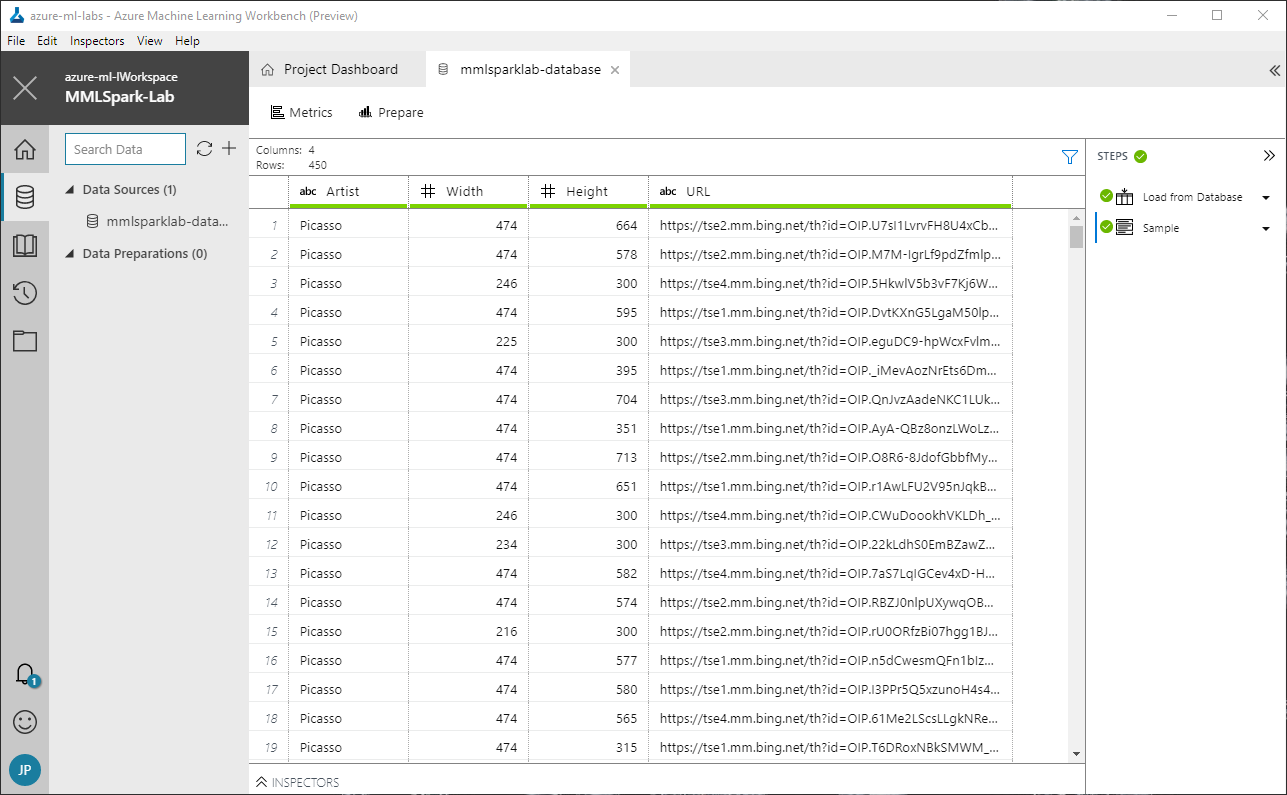 azure-ml-labs - Azure Machine Learning Workbench (Preview)
File Edit Inspectors View Help
azure-ml-lWorkspace
MMLSpark-Lab
Project Dashboard
mmlsparklab-database
Metrics
Prepare
Search Data
Data Sources (1)
mmlsparklab-data...
Data Preparations (0)
Columns: 4
Rows: 450
abc Artist # Width # Height abc URL
1 Picasso 474 664 https://tse2.mm.bing.net/th?id=OIP.U7sI1LvrvFH8U4xCb...
2 Picasso 474 578 https://tse2.mm.bing.net/th?id=OIP.M7M-IgrLf9pdZfmlp...
3 Picasso 246 300 https://tse4.mm.bing.net/th?id=OIP.5HkwlV5b3vF7Kj6W...
4 Picasso 474 595 https://tse1.mm.bing.net/th?id=OIP.DvtKXnG5LgaM50lp...
5 Picasso 225 300 https://tse3.mm.bing.net/th?id=OIP.eguDC9-hpWcxFvlm...
6 Picasso 474 395 https://tse1.mm.bing.net/th?id=OIP._iMevAozNrEts6Dm...
7 Picasso 474 704 https://tse3.mm.bing.net/th?id=OIP.QnJvzAadeNKC1LUk...
8 Picasso 474 351 https://tse1.mm.bing.net/th?id=OIP.AyA-QBz8onzLWoLz...
9 Picasso 474 713 https://tse2.mm.bing.net/th?id=OIP.O8R6-8JdofGbbfMy...
10 Picasso 474 651 https://tse1.mm.bing.net/th?id=OIP.r1AwLFU2V95nJqkB...
11 Picasso 246 300 https://tse4.mm.bing.net/th?id=OIP.CWuDoookhVKLDh_...
12 Picasso 234 300 https://tse3.mm.bing.net/th?id=OIP.22kLdhS0EmBZawZ...
13 Picasso 474 582 https://tse4.mm.bing.net/th?id=OIP.7aS7LqIGCev4xD-H...
14 Picasso 474 574 https://tse2.mm.bing.net/th?id=OIP.RBZJ0nlpUXywqOB...
15 Picasso 216 300 https://tse2.mm.bing.net/th?id=OIP.rU0ORfzBi07hgg1BJ...
16 Picasso 474 577 https://tse1.mm.bing.net/th?id=OIP.n5dCwesmQFn1bIz...
17 Picasso 474 580 https://tse1.mm.bing.net/th?id=OIP.I3PPr5Q5xzunoH4s4...
18 Picasso 474 565 https://tse4.mm.bing.net/th?id=OIP.61Me2LScsLLgkNRe...
19 Picasso 474 315 https://tse1.mm.bing.net/th?id=OIP.T6DRoxNBkSMWM_...
INSPECTORS
STEPS
Load from Database
Sample
1
JP